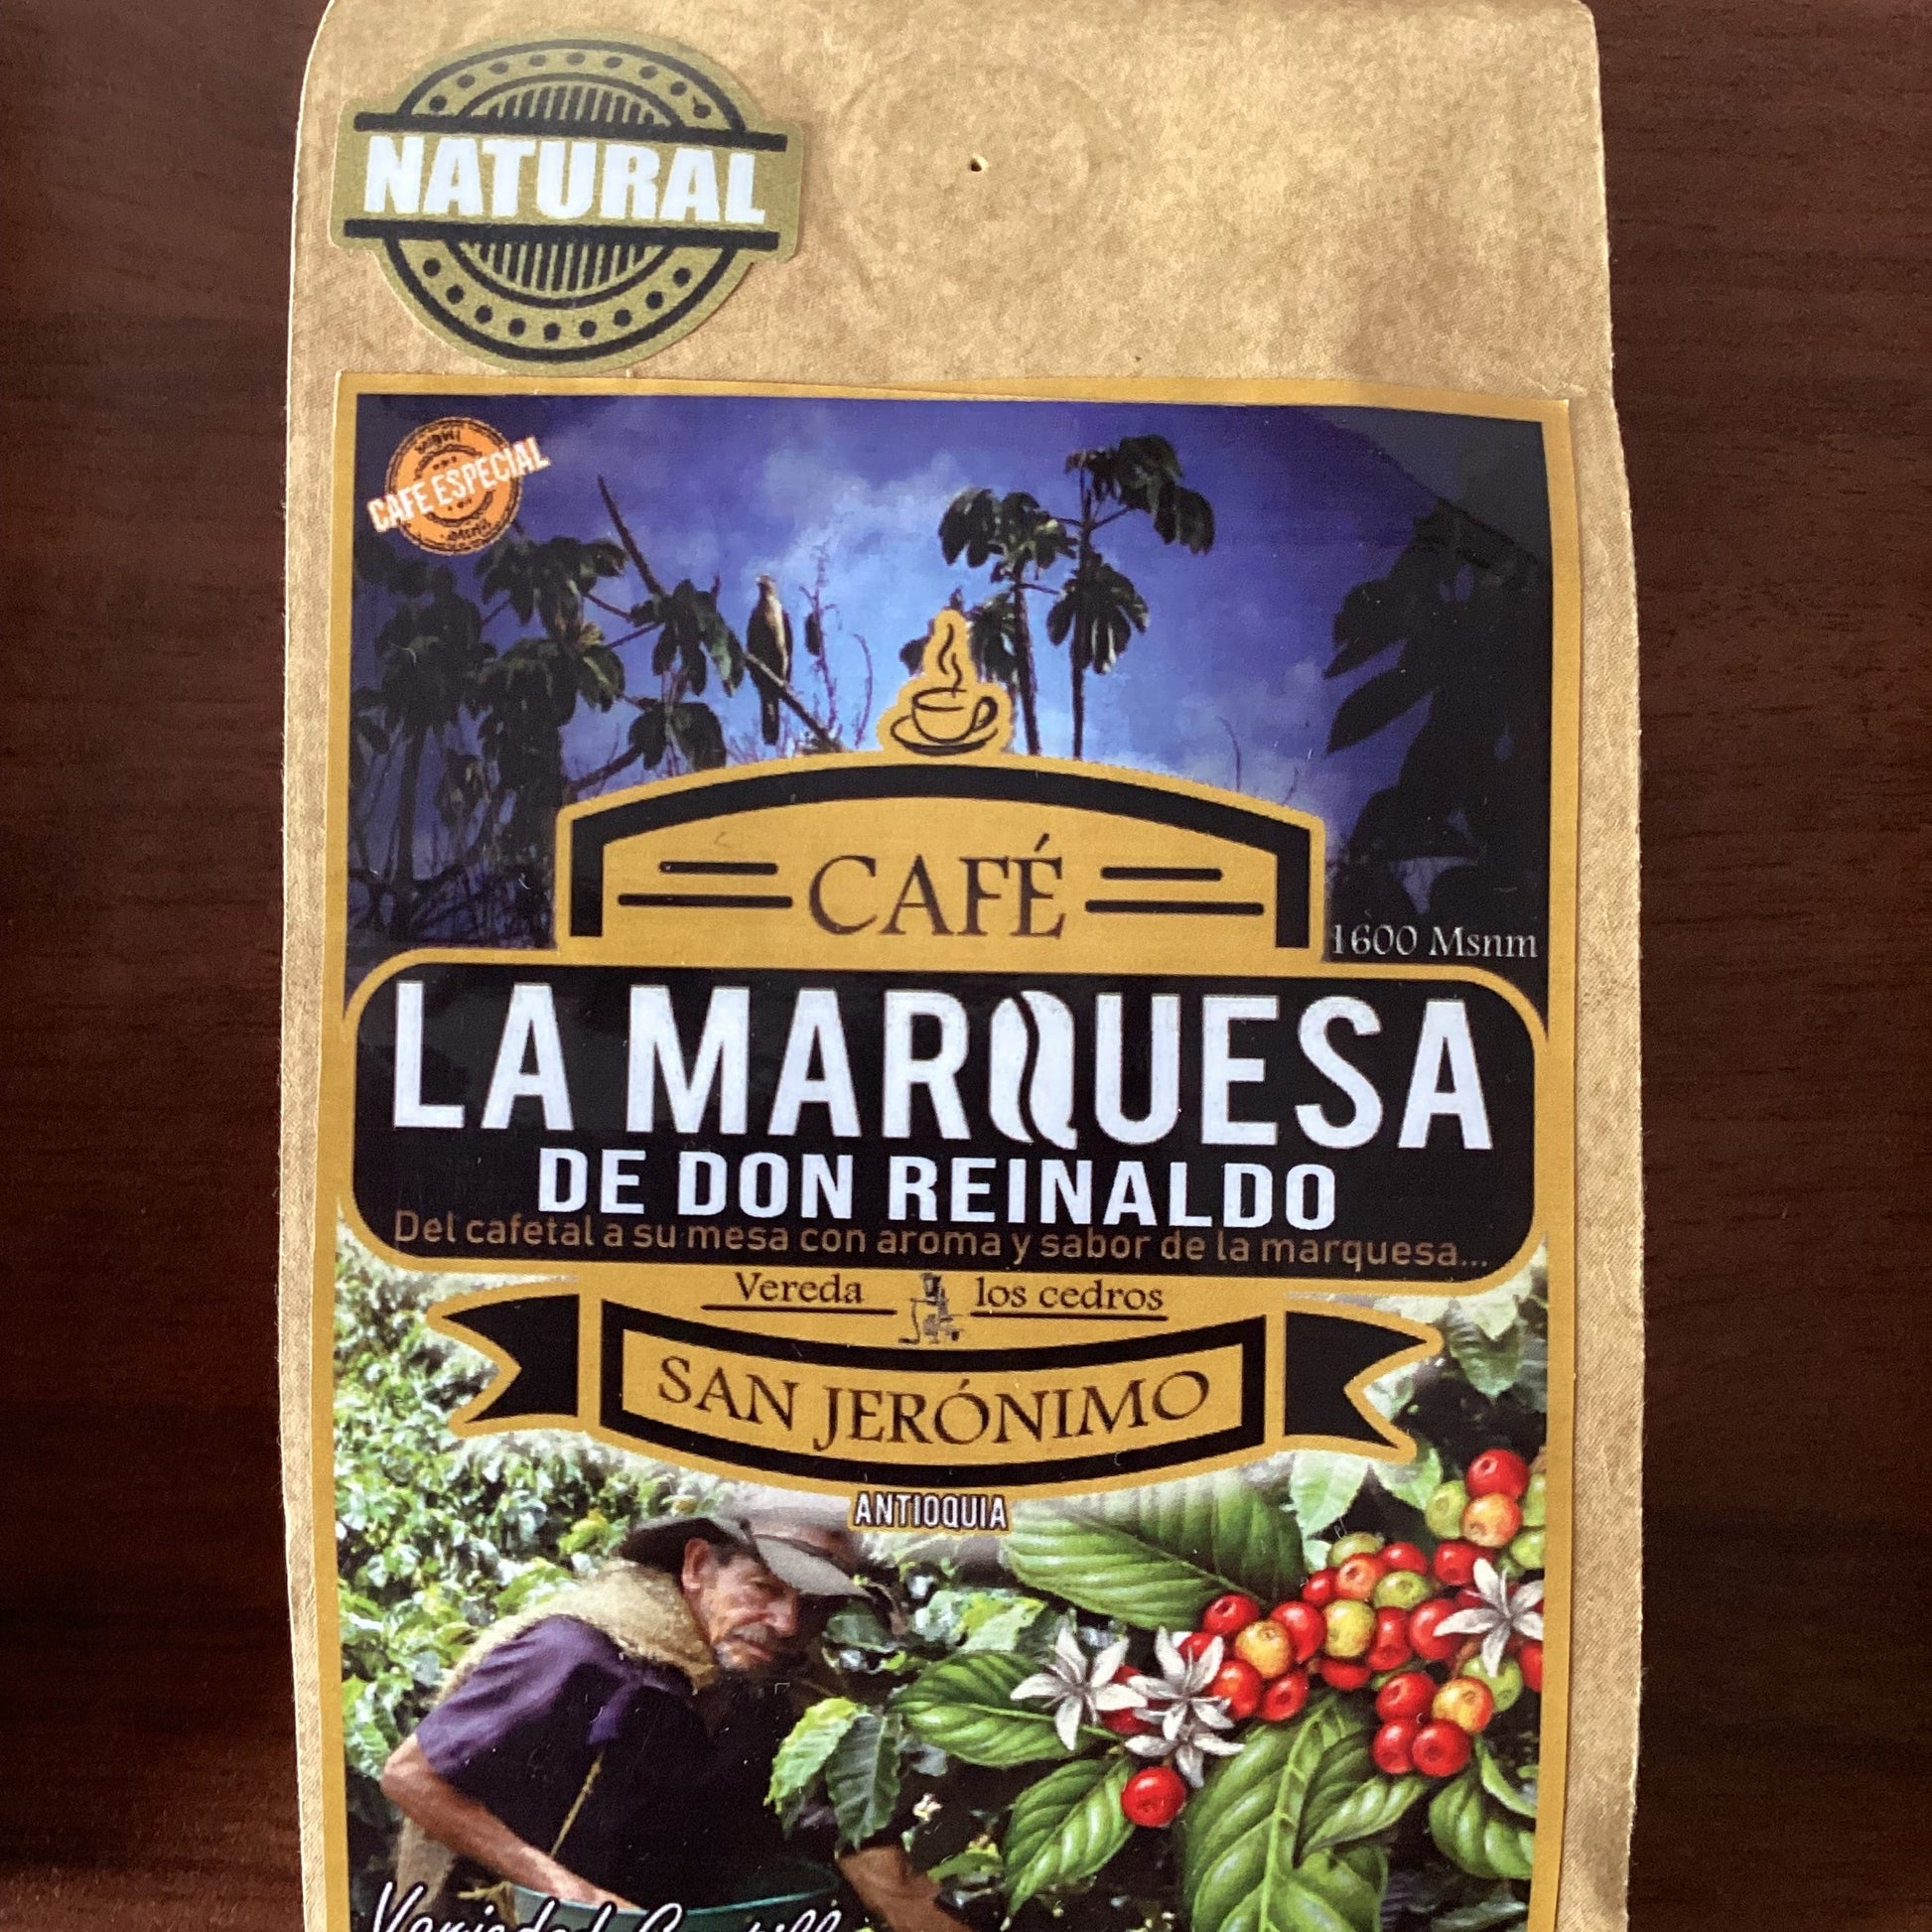 NATURAL
CAFE ESPECIAL
CAFÉ
1600 Msnm
LA MARQUESA
DE DON REINALDO
Del cafetal a su mesa con aroma y sabor de la marquesa...
Vereda los cedros
SAN JERÓNIMO
ANTIOQUIA
Variedad